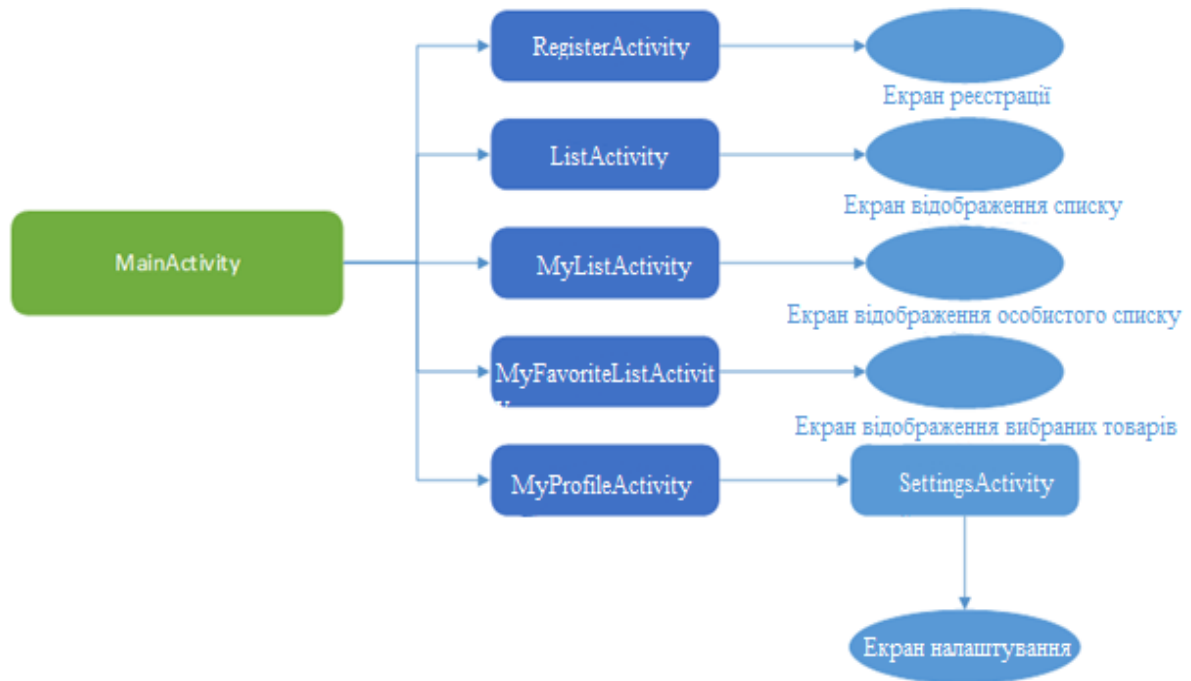 RegisterActivity
Екран реєстрації
ListActivity
Екран відображення списку
MainActivity
MyListActivity
Екран відображення особистого списку
MyFavoriteListActivit
y
Екран відображення вибраних товарів
MyProfileActivity
SettingsActivity
Екран налаштування